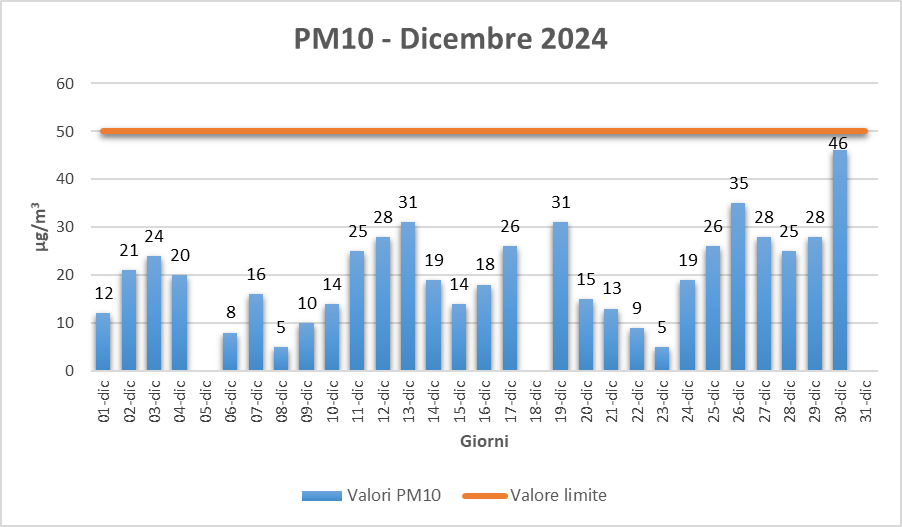 PM10 - Dicembre 2024
60
50
40
30
20
10
0
µg/m³
12
21
24
20
8
16
5
10
14
25
28
31
19
14
18
26
31
15
13
9
5
19
26
35
28
25
28
46
01-dic
02-dic
03-dic
04-dic
05-dic
06-dic
07-dic
08-dic
09-dic
10-dic
11-dic
12-dic
13-dic
14-dic
15-dic
16-dic
17-dic
18-dic
19-dic
20-dic
21-dic
22-dic
23-dic
24-dic
25-dic
26-dic
27-dic
28-dic
29-dic
30-dic
31-dic
Giorni
Valori PM10
Valore limite